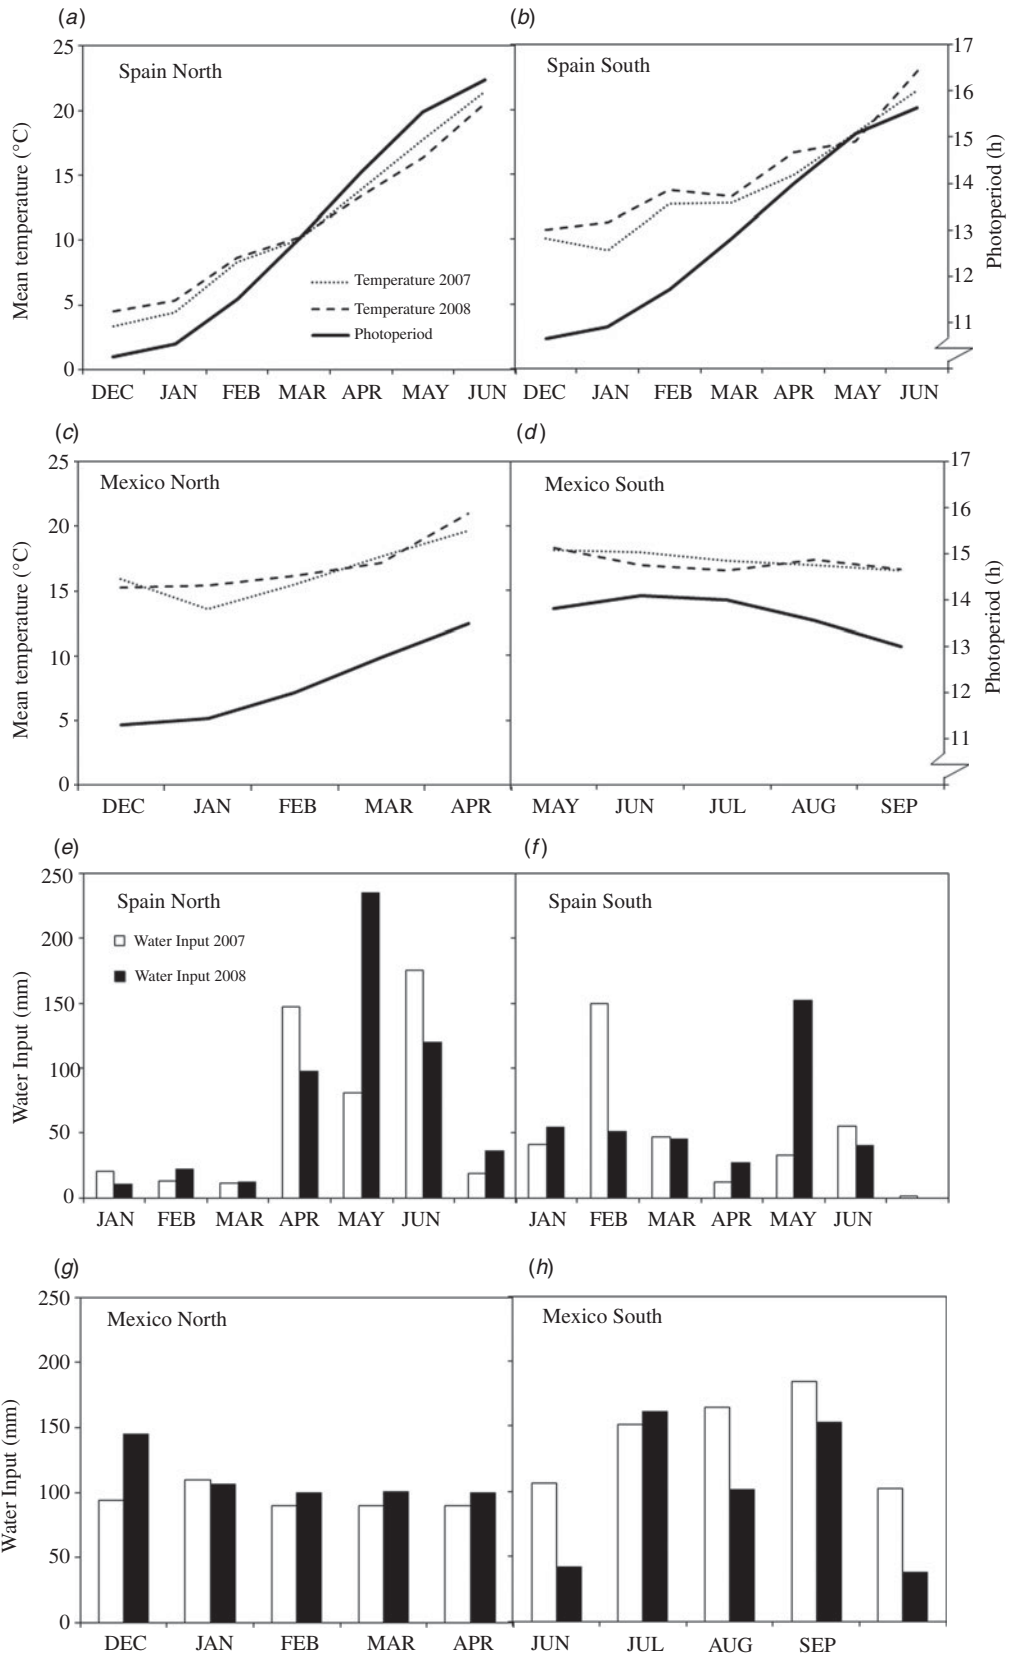 (a)
(b)
25
20
15
10
5
0
Mean temperature (°C)
Spain North
Temperature 2007
Temperature 2008
Photoperiod
DEC JAN FEB MAR APR MAY JUN
Spain South
17
16
15
14
13
12
11
Photoperiod (h)
DEC JAN FEB MAR APR MAY JUN
(c)
(d)
25
20
15
10
5
0
Mean temperature (°C)
Mexico North
DEC JAN FEB MAR APR
Mexico South
17
16
15
14
13
12
11
Photoperiod (h)
MAY JUN JUL AUG SEP
(e)
(f)
250
200
150
100
50
0
Water Input (mm)
Spain North
Water Input 2007
Water Input 2008
JAN FEB MAR APR MAY JUN
Spain South
JAN FEB MAR APR MAY JUN
(g)
(h)
250
200
150
100
50
0
Water Input (mm)
Mexico North
DEC JAN FEB MAR APR
Mexico South
JUN JUL AUG SEP